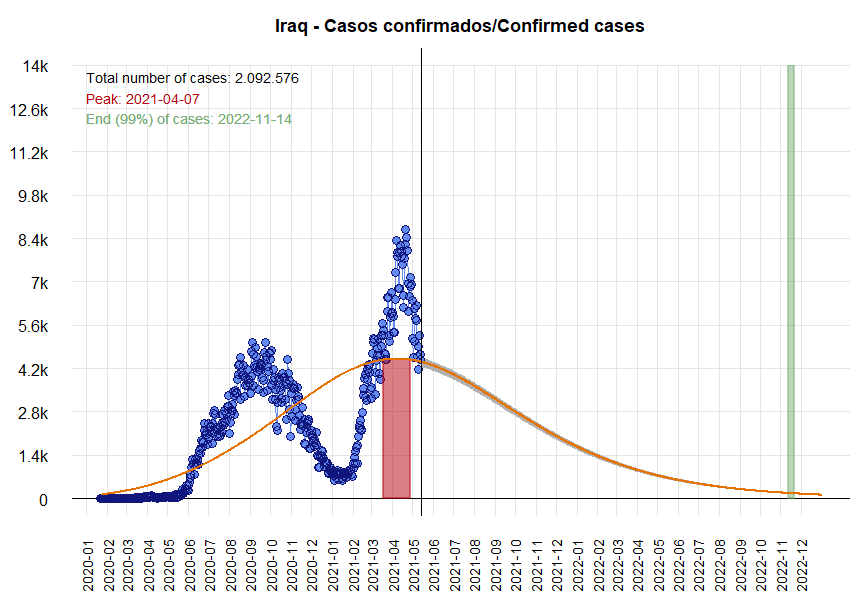 Iraq - Casos confirmados/Confirmed cases
14k
12.6k
11.2k
9.8k
8.4k
7k
5.6k
4.2k
2.8k
1.4k
0
Total number of cases: 2.092.576
Peak: 2021-04-07
End (99%) of cases: 2022-11-14
2020-01
2020-02
2020-03
2020-04
2020-05
2020-06
2020-07
2020-08
2020-09
2020-10
2020-11
2020-12
2021-01
2021-02
2021-03
2021-04
2021-05
2021-06
2021-07
2021-08
2021-09
2021-10
2021-11
2021-12
2022-01
2022-02
2022-03
2022-04
2022-05
2022-06
2022-07
2022-08
2022-09
2022-10
2022-11
2022-12